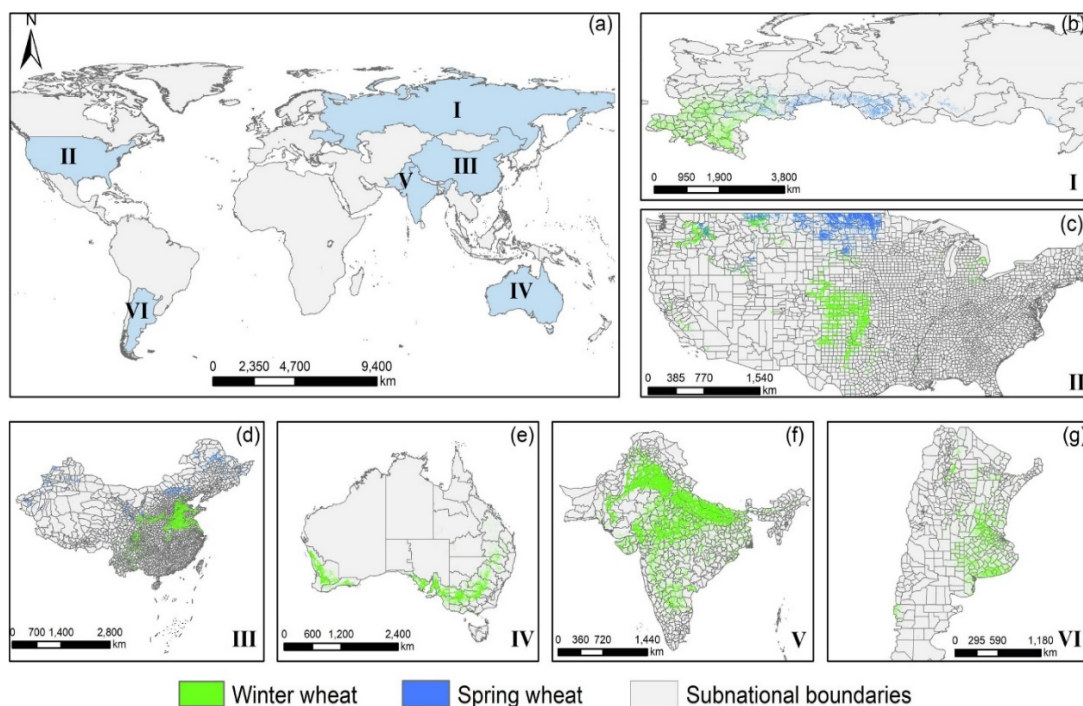 N
(a)
I
II
III
V
IV
VI
0 2,350 4,700 9,400
km
(b)
0 950 1,900 3,800
km
I
(c)
0 385 770 1,540
km
II
(d)
0 700 1,400 2,800
km
III
(e)
0 600 1,200 2,400
km
IV
(f)
0 360 720 1,440
km
V
(g)
0 295 590 1,180
km
VI
Winter wheat Spring wheat Subnational boundaries